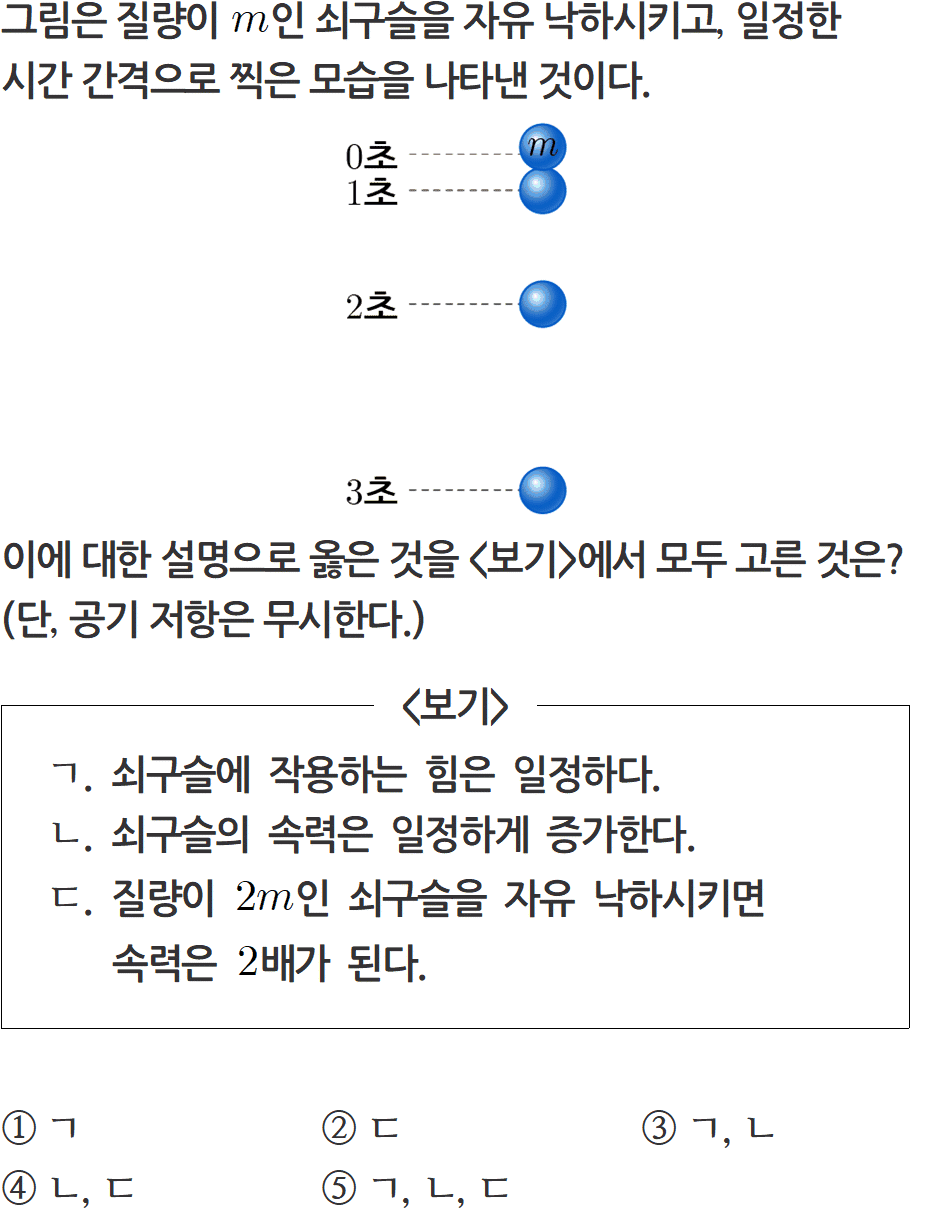 그림은 질량이 m인 쇠구슬을 자유 낙하시키고, 일정한
시간 간격으로 찍은 모습을 나타낸 것이다.
m
0초
1초
2초
3초
이에 대한 설명으로 옳은 것을 <보기>에서 모두 고른 것은?
(단, 공기 저항은 무시한다.)
<보기>
ㄱ. 쇠구슬에 작용하는 힘은 일정하다.
ㄴ. 쇠구슬의 속력은 일정하게 증가한다.
ㄷ. 질량이 2m인 쇠구슬을 자유 낙하시키면
속력은 2배가 된다.
① ㄱ ② ㄷ ③ ㄱ, ㄴ
④ ㄴ, ㄷ ⑤ ㄱ, ㄴ, ㄷ